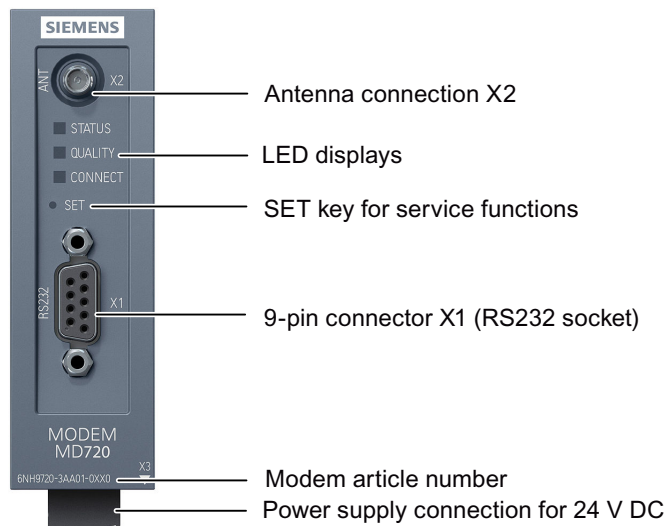 SIEMENS
ANT
X2
Antenna connection X2
STATUS
QUALITY
LED displays
CONNECT
SET
SET key for service functions
RS232
X1
9-pin connector X1 (RS232 socket)
MODEM
MD720
X3
6NH9720-3AA01-0XX0
Modem article number
Power supply connection for 24 V DC